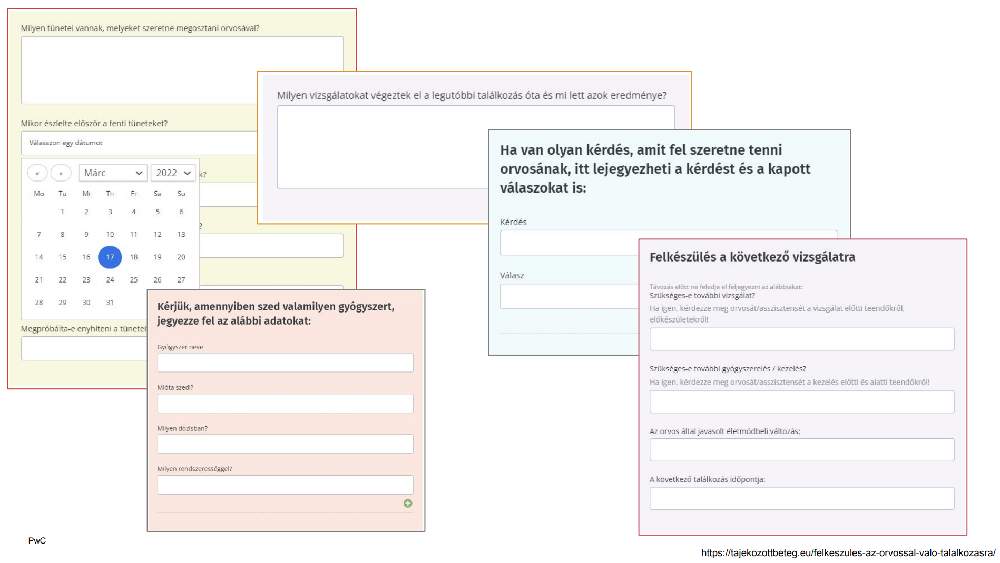 Milyen tünetei vannak, melyeket szeretne megosztani orvosával?
Mikor észlelte először a fenti tüneteket?
Válasszon egy dátumot
« » Márc 2022
k?
Mo Tu Mi Th Fr Sa Su
1 2 3 4 5 6
?
7 8 9 10 11 12 13
14 15 16 17 18 19 20
21 22 23 24 25 26 27
28 29 30 31
Megpróbálta-e enyhíteni a tünetei
Milyen vizsgálatokat végeztek el a legutóbbi találkozás óta és mi lett azok eredménye?
Ha van olyan kérdés, amit fel szeretne tenni
orvosának, itt lejegyezheti a kérdést és a kapott
válaszokat is:
Kérdés
Válasz
Kérjük, amennyiben szed valamilyen gyógyszert,
jegyezze fel az alábbi adatokat:
Gyógyszer neve
Mióta szedi?
Milyen dózisban?
Milyen rendszerességgel?
Felkészülés a következő vizsgálatra
Távozás előtt ne feledje el feljegyezni az alábbiakat:
Szükséges-e további vizsgálat?
Ha igen, kérdezze meg orvosát/asszisztensét a vizsgálat előtti teendőkről,
előkészületekről!
Szükséges-e további gyógyszerelés / kezelés?
Ha igen, kérdezze meg orvosát/asszisztensét a kezelés előtti és alatti teendőkről!
Az orvos által javasolt életmódbeli változás:
A következő találkozás időpontja:
PwC
https://tajekozottbeteg.eu/felkeszules-az-orvossal-valo-talalkozasra/